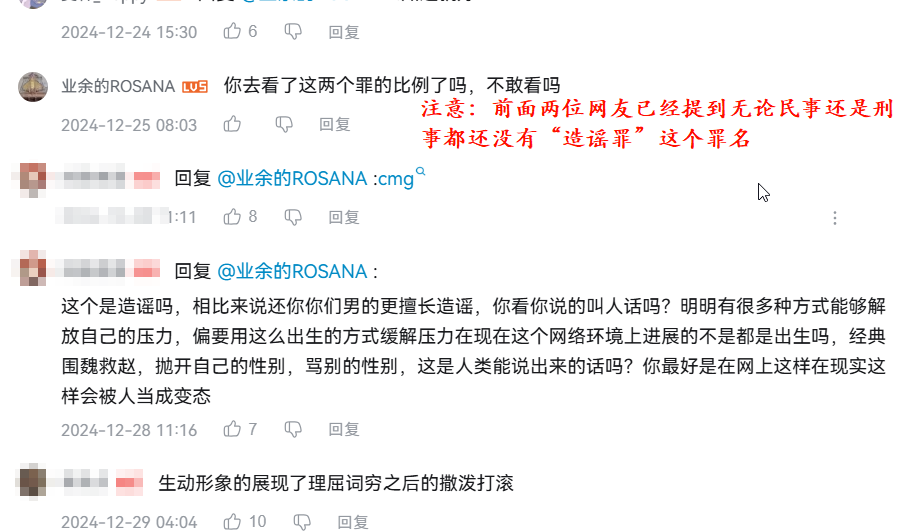 2024-12-24 15:30 6 回复
业余的ROSANA LV5 你去看了这两个罪的比例了吗，不敢看吗
注意：前面两位网友已经提到无论民事还是刑
2024-12-25 08:03 回复
事都还没有“造谣罪”这个罪名
回复 @业余的ROSANA :cmg
1:11 8 回复
回复 @业余的ROSANA :
这个是造谣吗，相比来说还你你们男的更擅长造谣，你看你说的叫人话吗？明明有很多种方式能够解
放自己的压力，偏要用这么出生的方式缓解压力在现在这个网络环境上进展的不是都是出生吗，经典
围魏救赵，抛开自己的性别，骂别的性别，这是人类能说出来的话吗？你最好是在网上这样在现实这
样会被人当成变态
2024-12-28 11:16 7 回复
生动形象的展现了理屈词穷之后的撒泼打滚
2024-12-29 04:04 10 回复